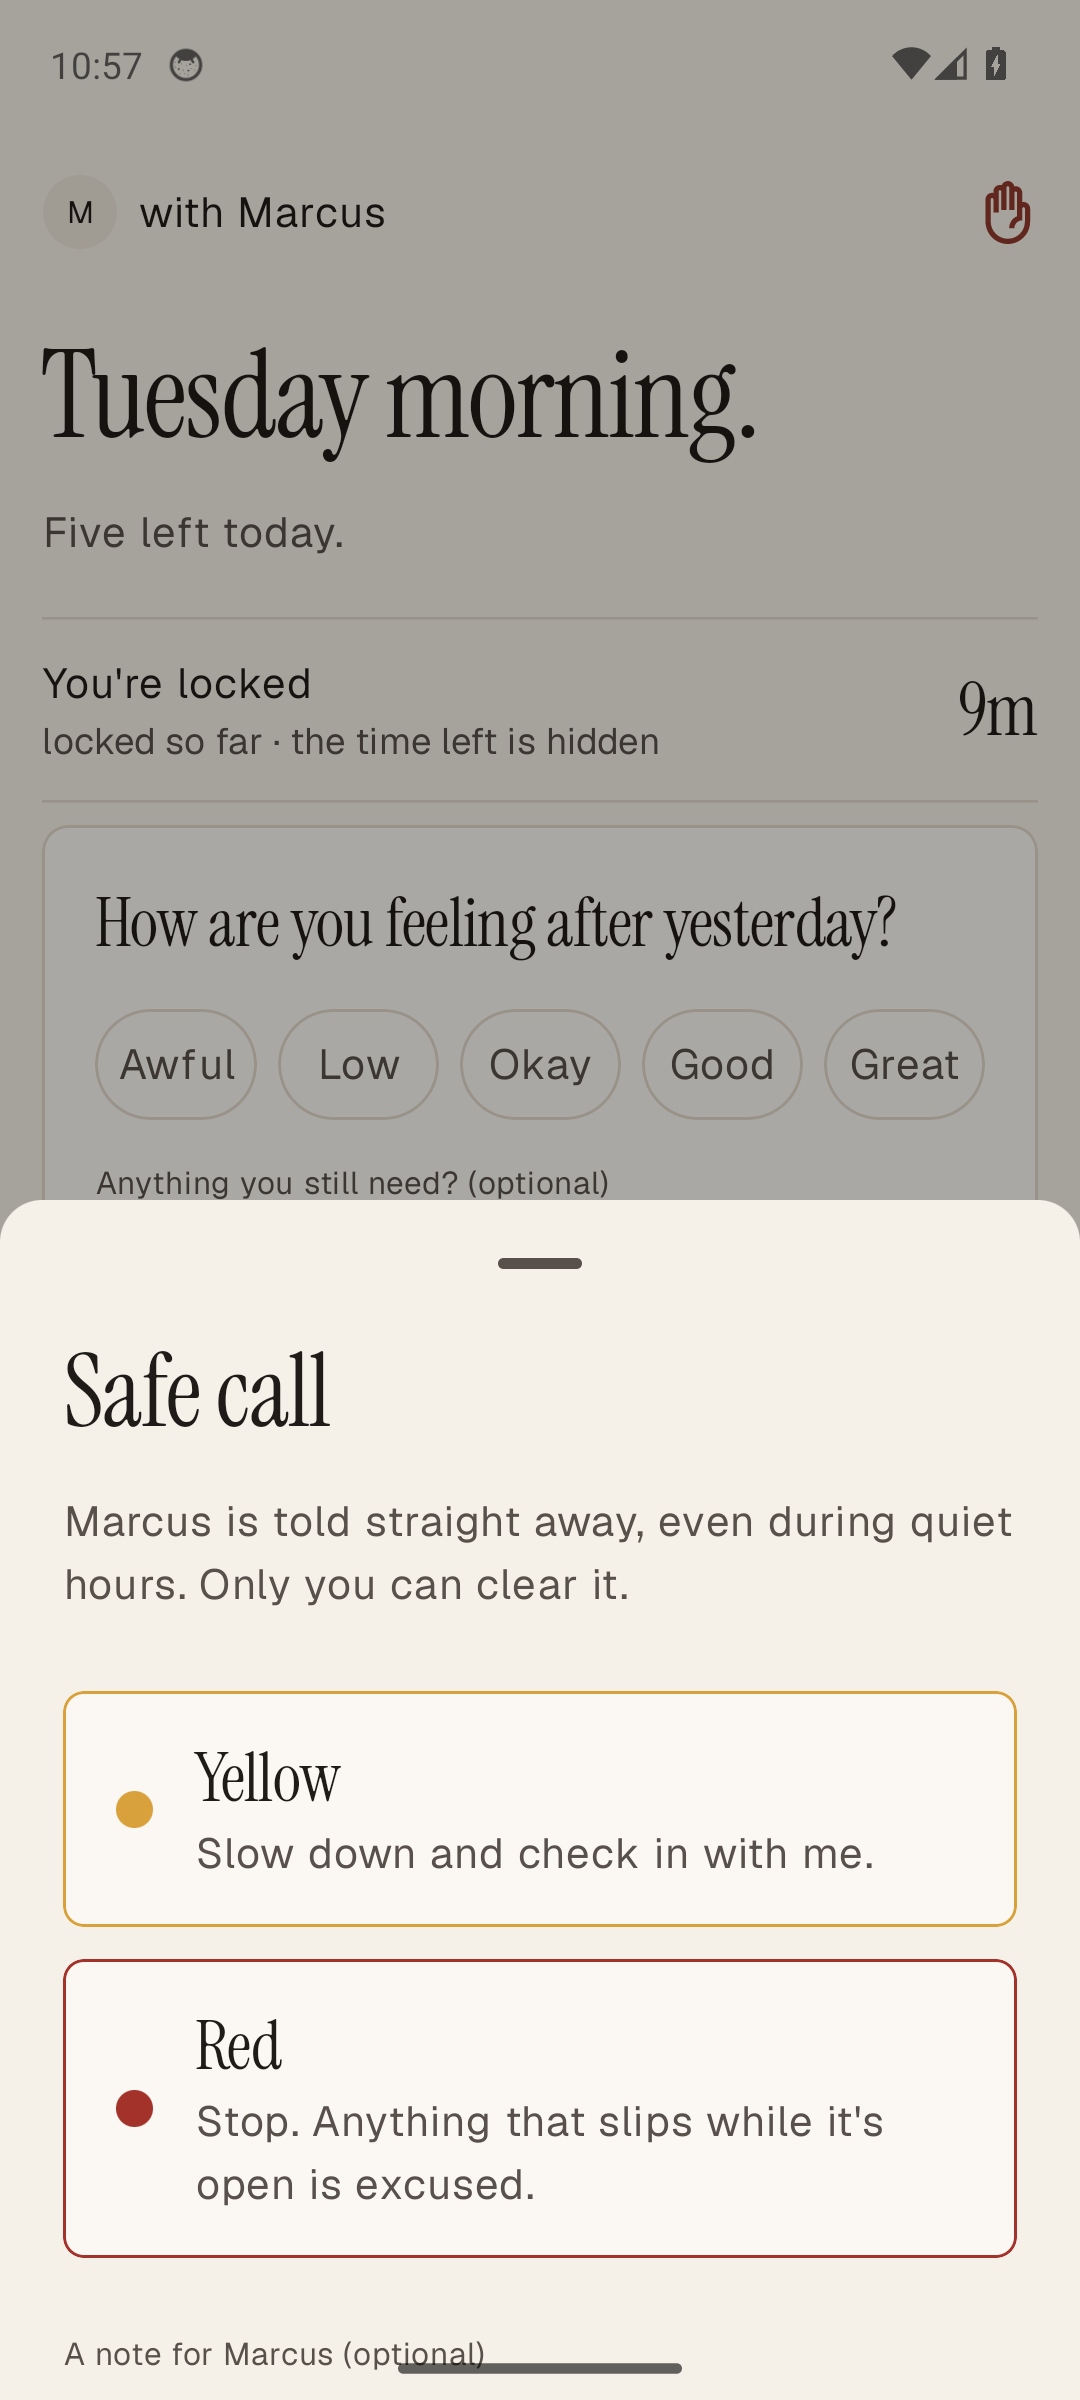 10:57
M with Marcus
Tuesday morning.
Five left today.
You're locked
9m
locked so far · the time left is hidden
How are you feeling after yesterday?
Awful Low Okay Good Great
Anything you still need? (optional)
Safe call
Marcus is told straight away, even during quiet
hours. Only you can clear it.
Yellow
Slow down and check in with me.
Red
Stop. Anything that slips while it's
open is excused.
A note for Marcus (optional)